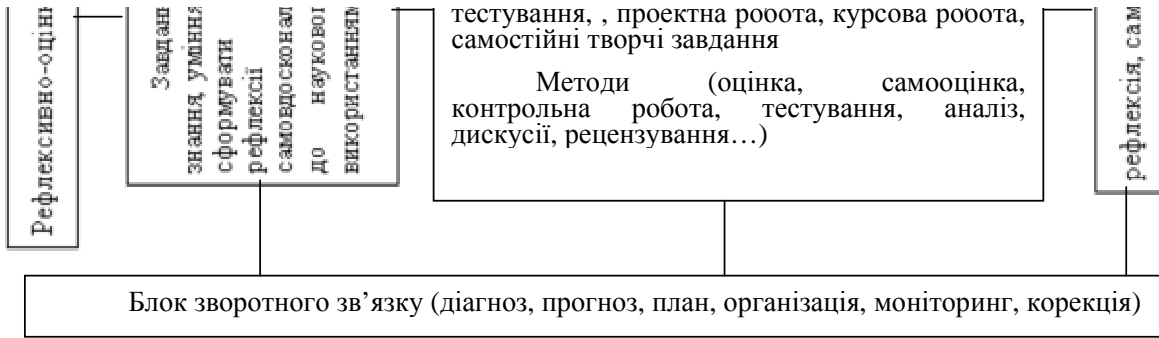 Рефлексивно-оцін
Завдан
знання, уміння
сформувати
рефлексії
самовдосконал
до наукової
використанням
тестування, , проектна робота, курсова робота,
самостійні творчі завдання
Методи (оцінка, самооцінка,
контрольна робота, тестування, аналіз,
дискусії, рецензування…)
рефлексія, сам
Блок зворотного зв’язку (діагноз, прогноз, план, організація, моніторинг, корекція)